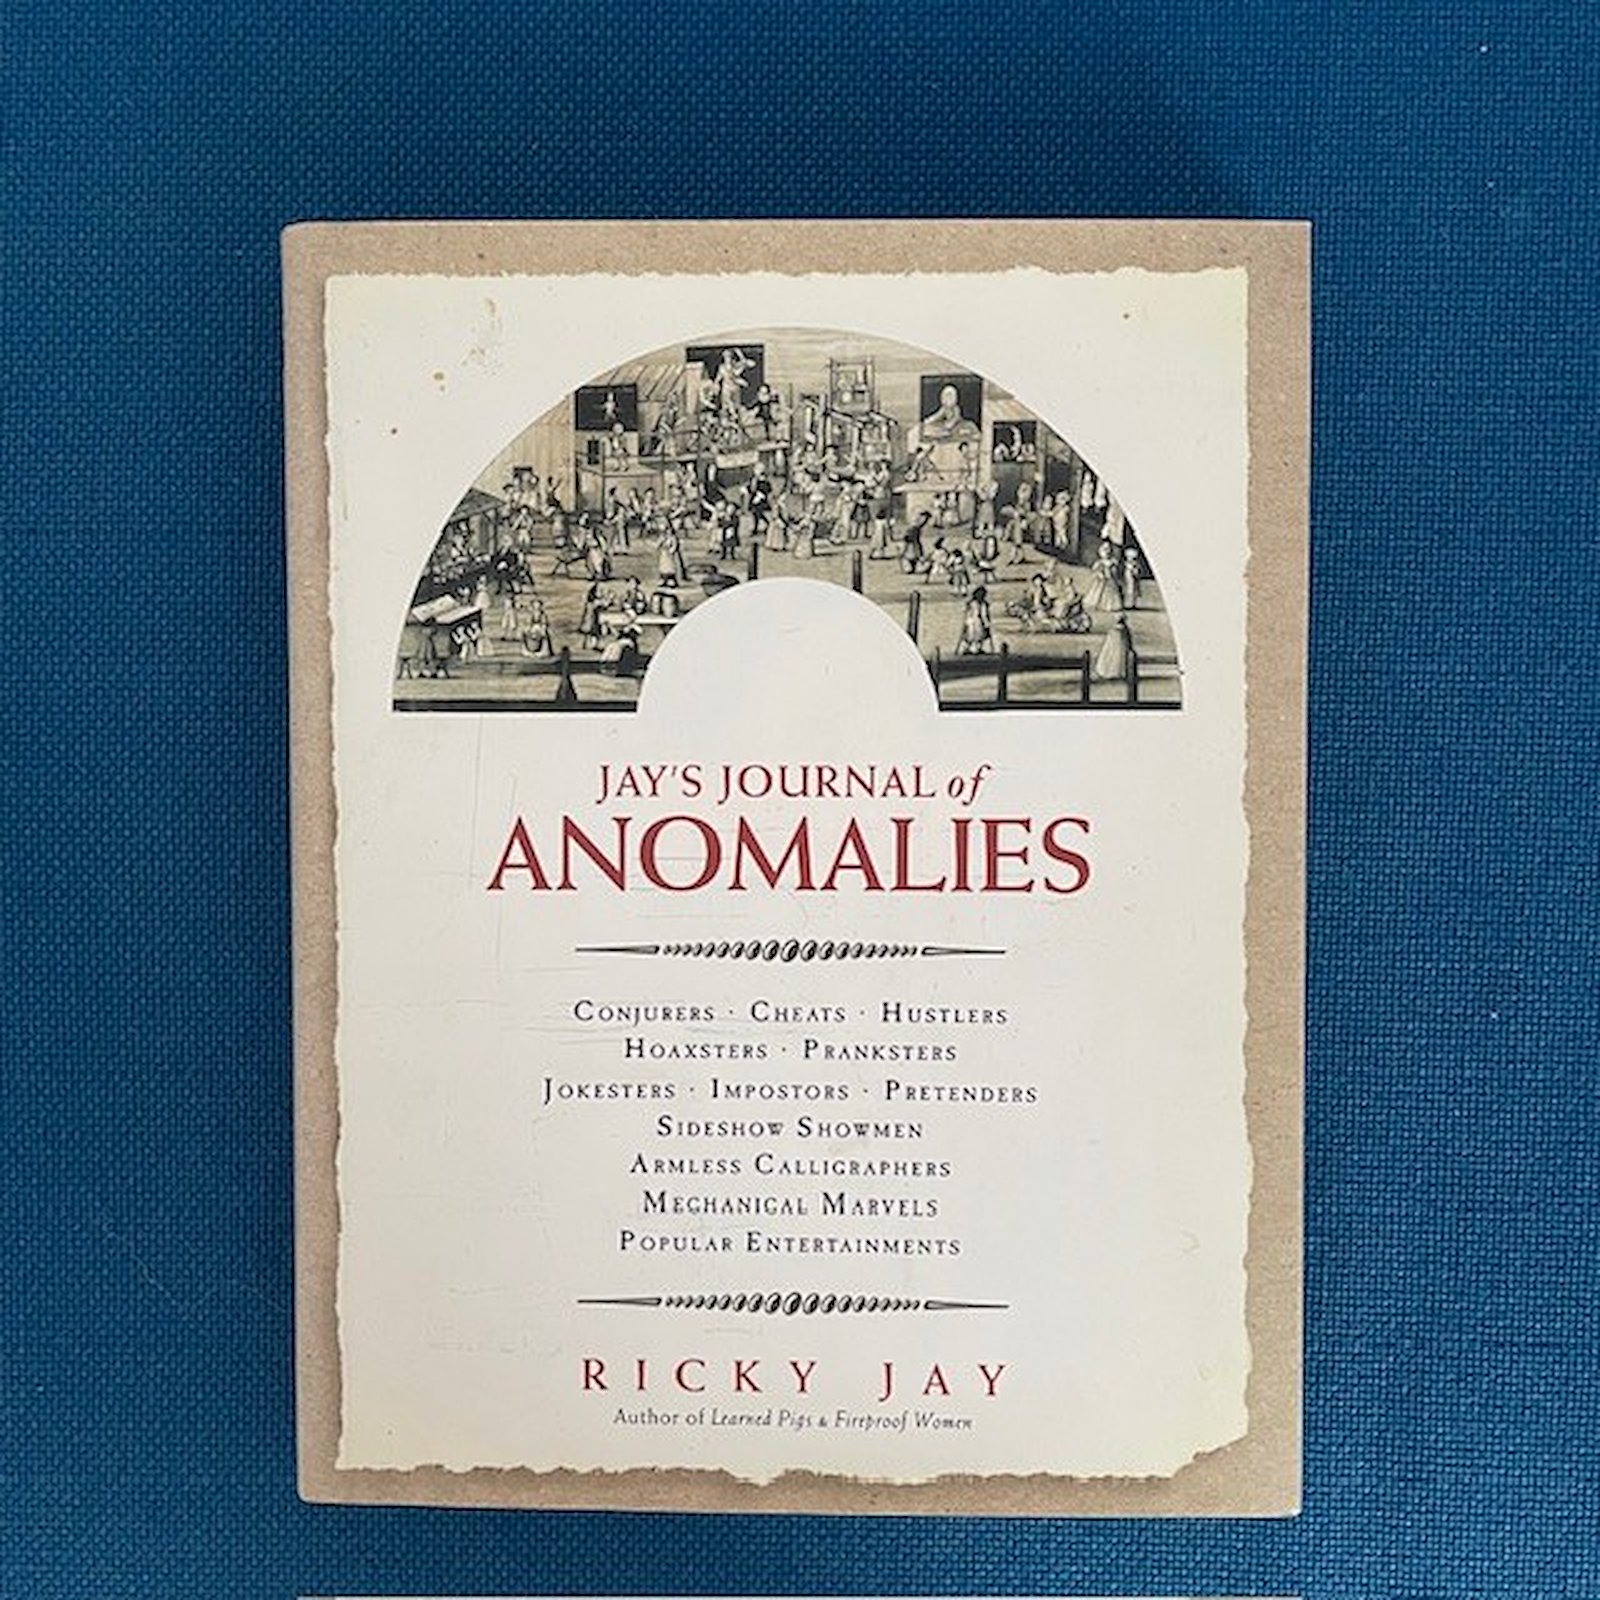 JAY'S JOURNAL of
ANOMALIES
CONJURERS · CHEATS · HUSTLERS
HOAXSTERS · PRANKSTERS
JOKESTERS · IMPOSTORS · PRETENDERS
SIDESHOW SHOWMEN
ARMLESS CALLIGRAPHERS
MECHANICAL MARVELS
POPULAR ENTERTAINMENTS
RICKY JAY
Author of Learned Pigs & Fireproof Women